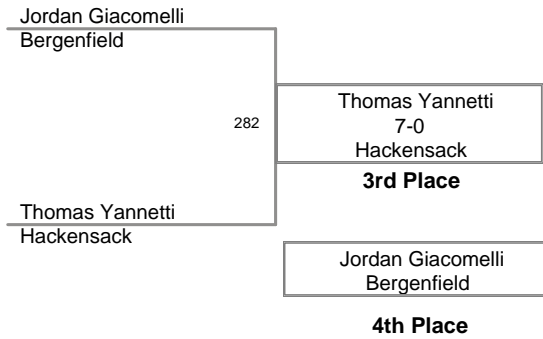 Jordan Giacomelli
Bergenfield
282
Thomas Yannetti
7-0
Hackensack
3rd Place
Thomas Yannetti
Hackensack
Jordan Giacomelli
Bergenfield
4th Place